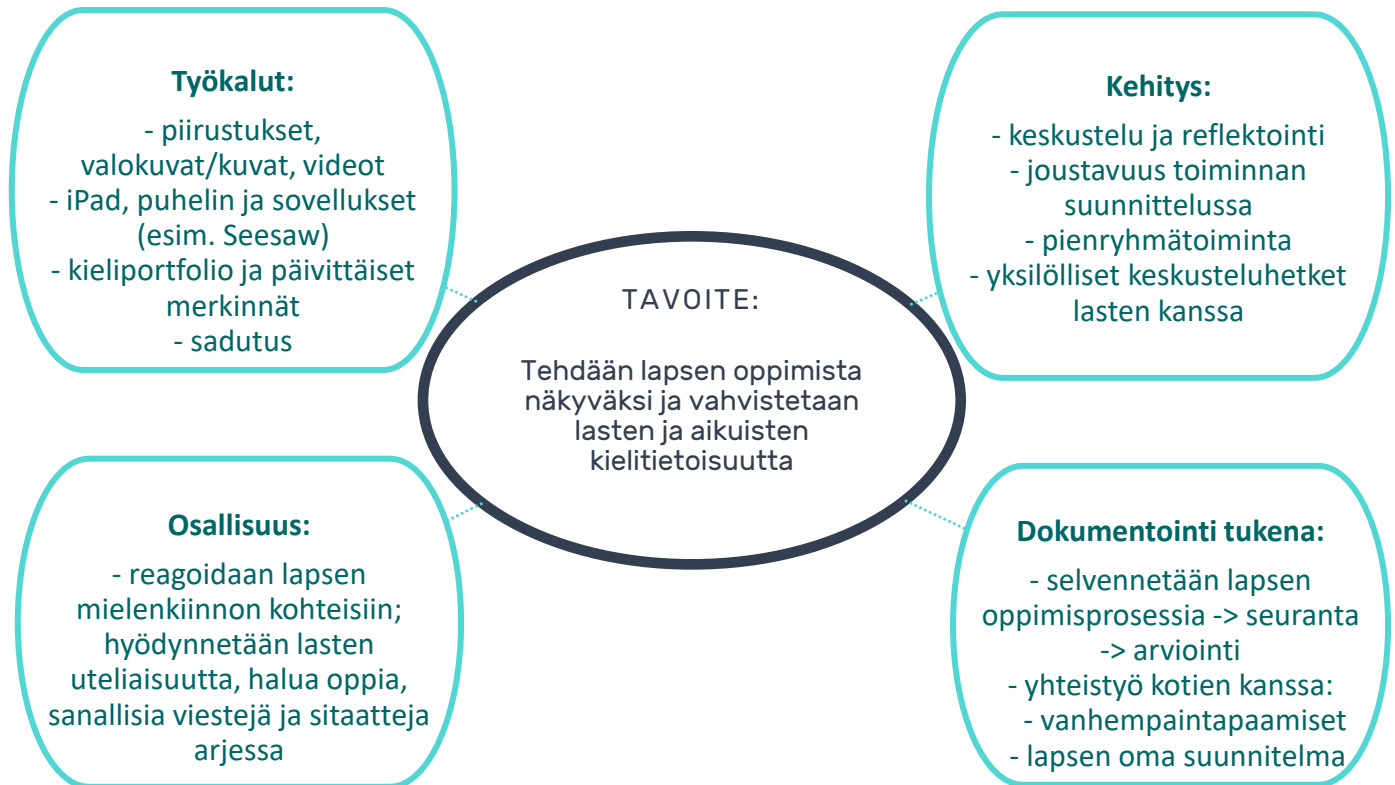 Työkalut:
- piirustukset,
valokuvat/kuvat, videot
- iPad, puhelin ja sovellukset
(esim. Seesaw)
- kieliportfolio ja päivittäiset
merkinnät
- sadutus
Kehitys:
- keskustelu ja reflektointi
- joustavuus toiminnan
suunnittelussa
- pienryhmätoiminta
- yksilölliset keskusteluhetket
lasten kanssa
TAVOITE:
Tehdään lapsen oppimista
näkyväksi ja vahvistetaan
lasten ja aikuisten
kielitietoisuutta
Osallisuus:
- reagoidaan lapsen
mielenkiinnon kohteisiin;
hyödynnetään lasten
uteliaisuutta, halua oppia,
sanallisia viestejä ja sitaatteja
arjessa
Dokumentointi tukena:
- selvennetään lapsen
oppimisprosessia -> seuranta
-> arviointi
- yhteistyö kotien kanssa:
- vanhempaintapaamiset
- lapsen oma suunnitelma